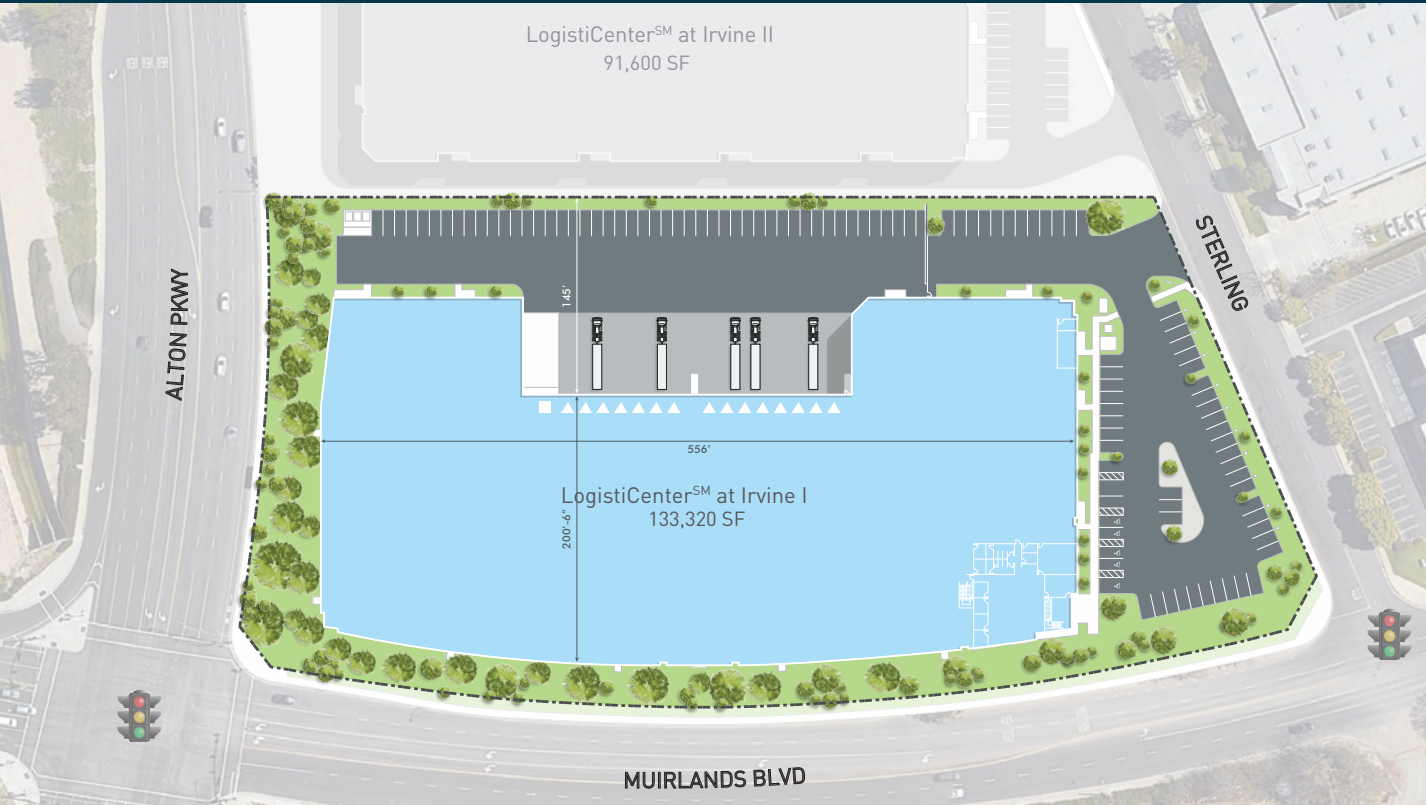 LogistiCenter℠ at Irvine II
91,600 SF
STERLING
ALTON PKWY
145'
556'
LogistiCenter℠ at Irvine I
133,320 SF
200'-6"
MUIRLANDS BLVD